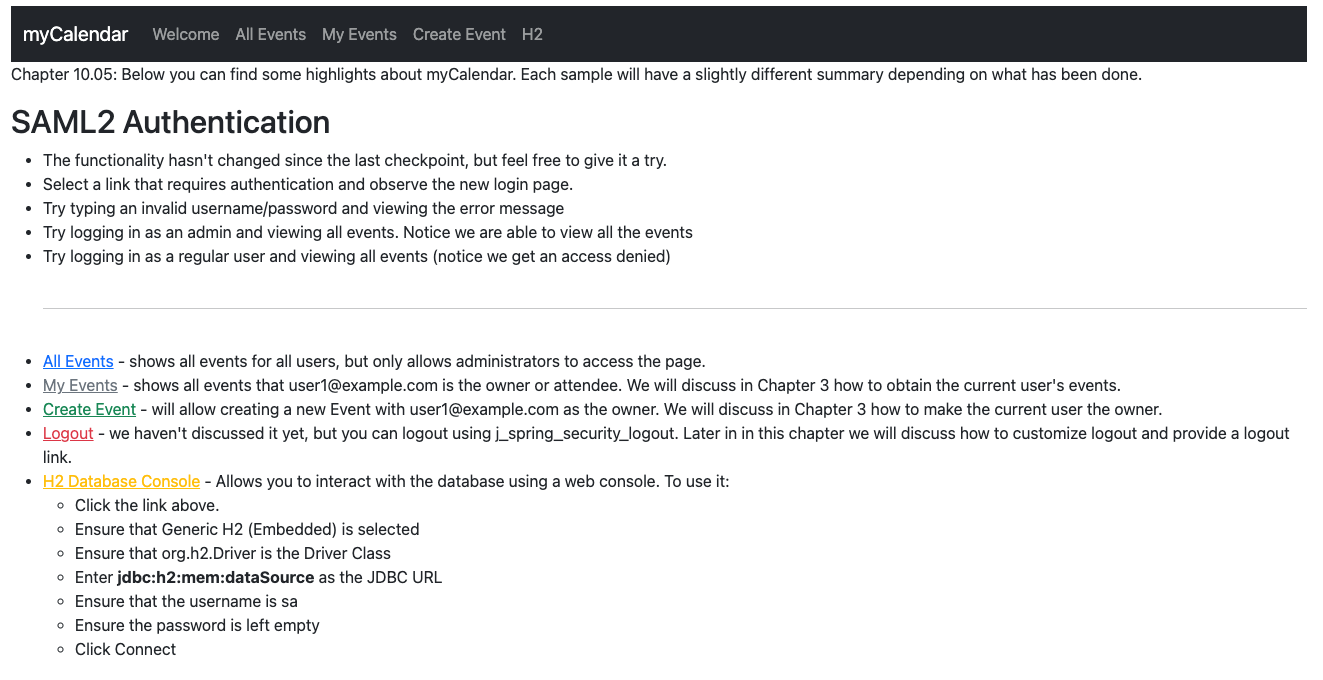 myCalendar Welcome All Events My Events Create Event H2
Chapter 10.05: Below you can find some highlights about myCalendar. Each sample will have a slightly different summary depending on what has been done.
SAML2 Authentication
• The functionality hasn't changed since the last checkpoint, but feel free to give it a try.
• Select a link that requires authentication and observe the new login page.
• Try typing an invalid username/password and viewing the error message
• Try logging in as an admin and viewing all events. Notice we are able to view all the events
• Try logging in as a regular user and viewing all events (notice we get an access denied)
• All Events - shows all events for all users, but only allows administrators to access the page.
• My Events - shows all events that user1@example.com is the owner or attendee. We will discuss in Chapter 3 how to obtain the current user's events.
• Create Event - will allow creating a new Event with user1@example.com as the owner. We will discuss in Chapter 3 how to make the current user the owner.
• Logout - we haven't discussed it yet, but you can logout using j_spring_security_logout. Later in in this chapter we will discuss how to customize logout and provide a logout
link.
• H2 Database Console - Allows you to interact with the database using a web console. To use it:
◦ Click the link above.
◦ Ensure that Generic H2 (Embedded) is selected
◦ Ensure that org.h2.Driver is the Driver Class
◦ Enter jdbc:h2:mem:dataSource as the JDBC URL
◦ Ensure that the username is sa
◦ Ensure the password is left empty
◦ Click Connect